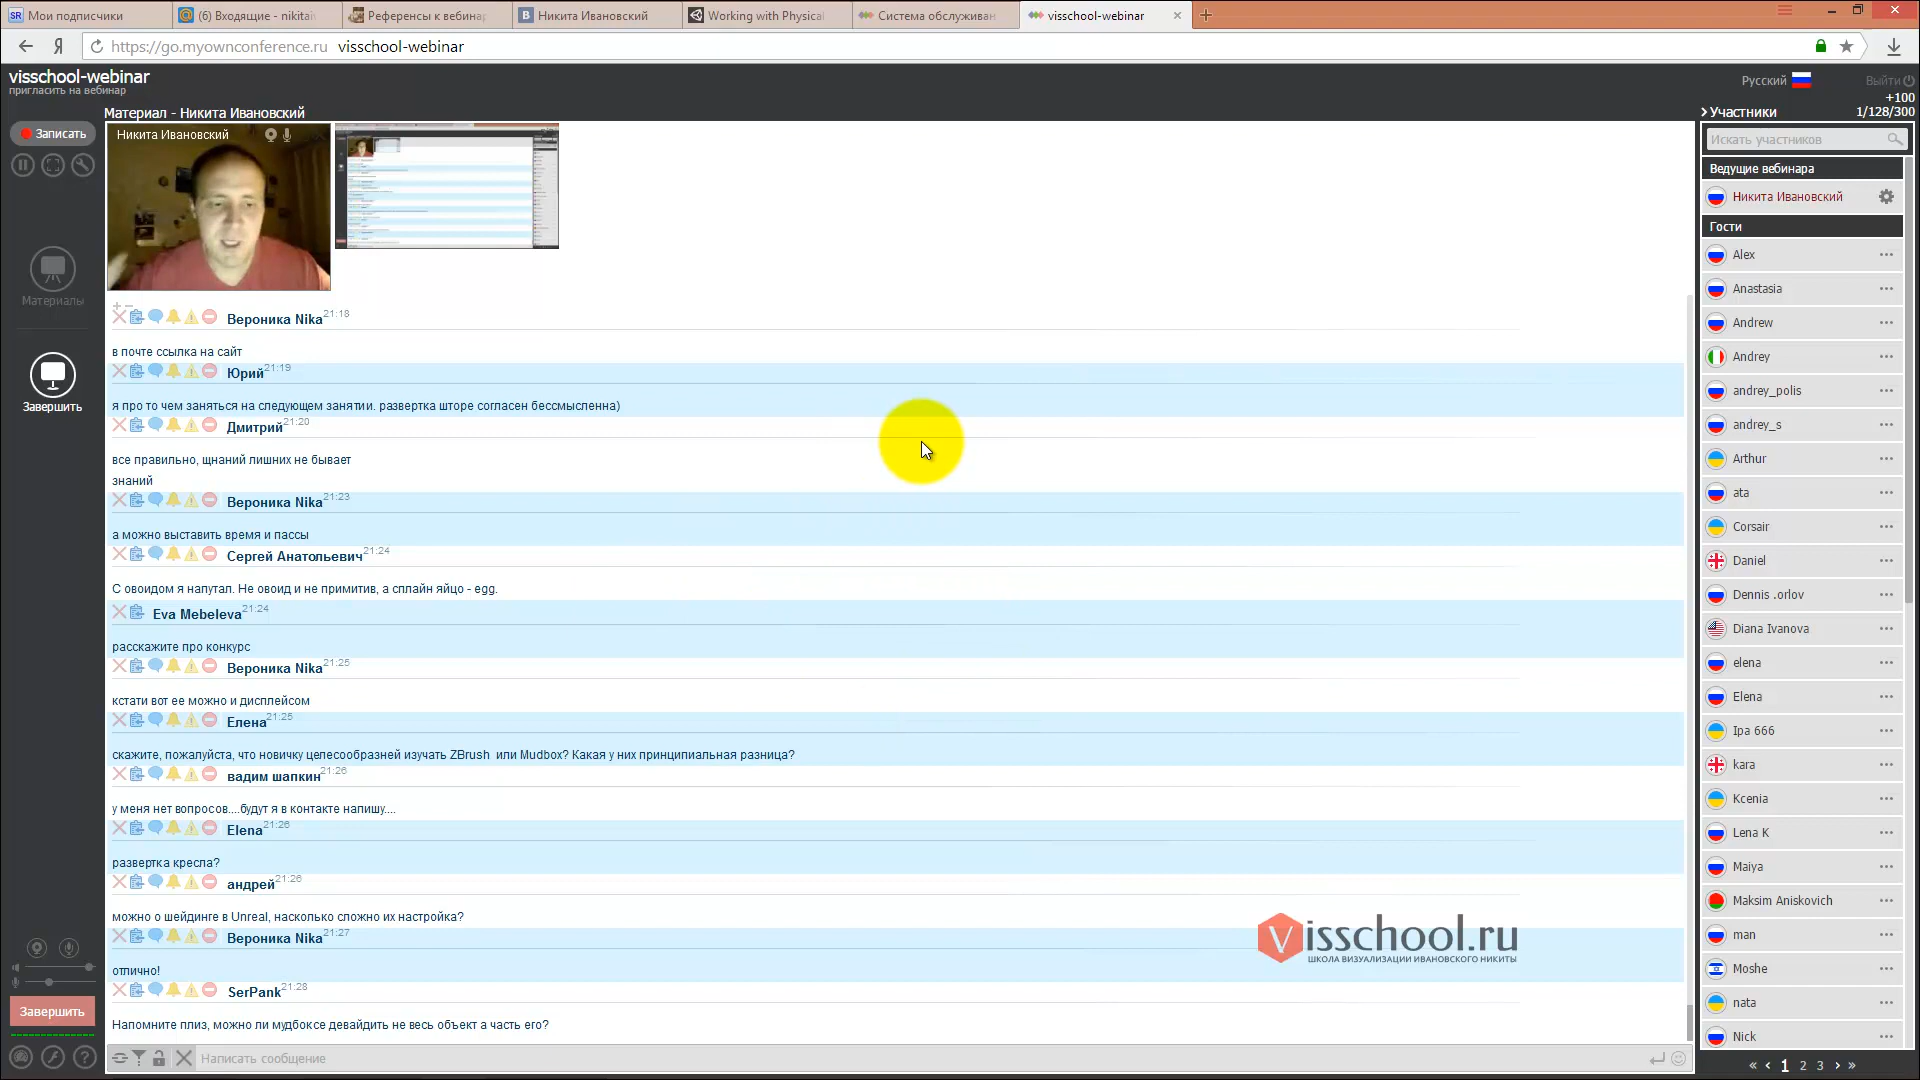 Мои подписчики
(6) Входящие - nikitai
Референсы к вебинар
Никита Ивановский
Working with Physical
Система обслуживан
visschool-webinar
https://go.myownconference.ru visschool-webinar
visschool-webinar
пригласить на вебинар
Русский
Выйти
+100
Материал - Никита Ивановский
Участники
1/128/300
Записать
Материалы
Завершить
Завершить
Никита Ивановский
Вероника Nika 21:18
в почте ссылка на сайт
Юрий 21:19
я про то чем заняться на следующем занятии. развертка шторе согласен бессмысленна)
Дмитрий 21:20
все правильно, щнаний лишних не бывает
знаний
Вероника Nika 21:23
а можно выставить время и пассы
Сергей Анатольевич 21:24
С овоидом я напутал. Не овоид и не примитив, а сплайн яйцо - egg.
Eva Mebeleva 21:24
расскажите про конкурс
Вероника Nika 21:25
кстати вот ее можно и дисплейсом
Елена 21:25
скажите, пожалуйста, что новичку целесообразней изучать ZBrush или Mudbox? Какая у них принципиальная разница?
вадим шапкин 21:26
у меня нет вопросов....будут я в контакте напишу....
Elena 21:26
развертка кресла?
андрей 21:26
можно о шейдинге в Unreal, насколько сложно их настройка?
Вероника Nika 21:27
отлично!
SerPank 21:28
Напомните плиз, можно ли мудбоксе девайдить не весь объект а часть его?
Написать сообщение
Visschool.ru
ШКОЛА ВИЗУАЛИЗАЦИИ ИВАНОВСКОГО НИКИТЫ
Искать участников
Ведущие вебинара
Никита Ивановский
Гости
Alex
Anastasia
Andrew
Andrey
andrey_polis
andrey_s
Arthur
ata
Corsair
Daniel
Dennis .orlov
Diana Ivanova
elena
Elena
Ipa 666
kara
Kcenia
Lena K
Maiya
Maksim Aniskovich
man
Moshe
nata
Nick
« ‹ 1 2 3 › »